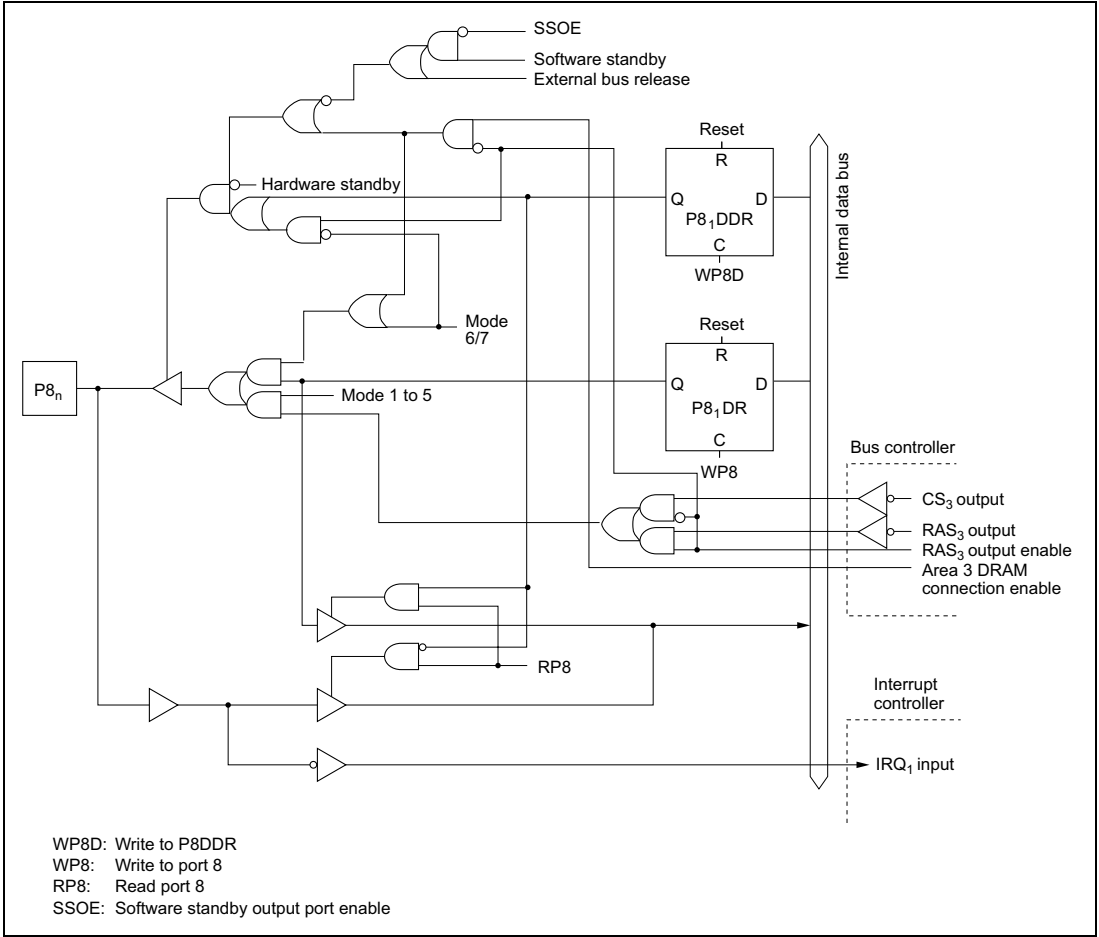 SSOE
Software standby
External bus release
Reset
R
Hardware standby
Q
D
P8₁DDR
C
WP8D
Internal data bus
Mode
6/7
Reset
R
P8ₙ
Q
D
Mode 1 to 5
P8₁DR
C
WP8
Bus controller
CS₃ output
RAS₃ output
RAS₃ output enable
Area 3 DRAM
connection enable
RP8
Interrupt
controller
IRQ₁ input
WP8D: Write to P8DDR
WP8: Write to port 8
RP8: Read port 8
SSOE: Software standby output port enable